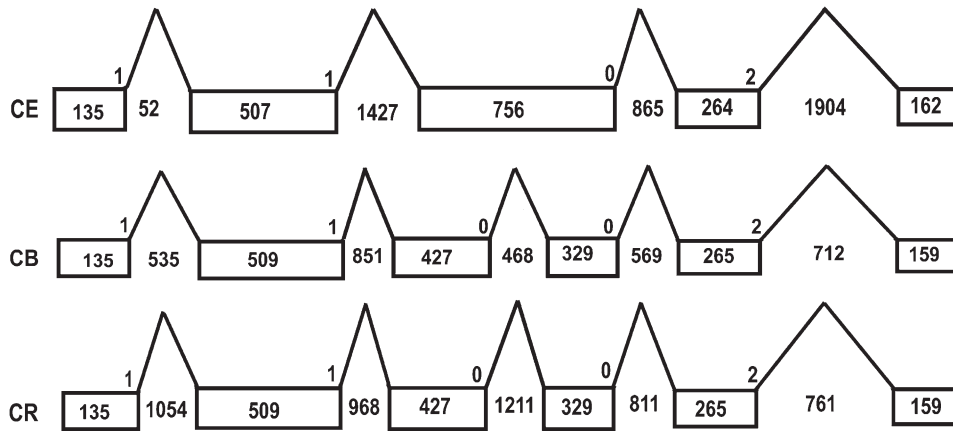 1 1 0 2
CE 135 52 507 1427 756 865 264 1904 162
1 1 0 0 2
CB 135 535 509 851 427 468 329 569 265 712 159
1 1 0 0 2
CR 135 1054 509 968 427 1211 329 811 265 761 159